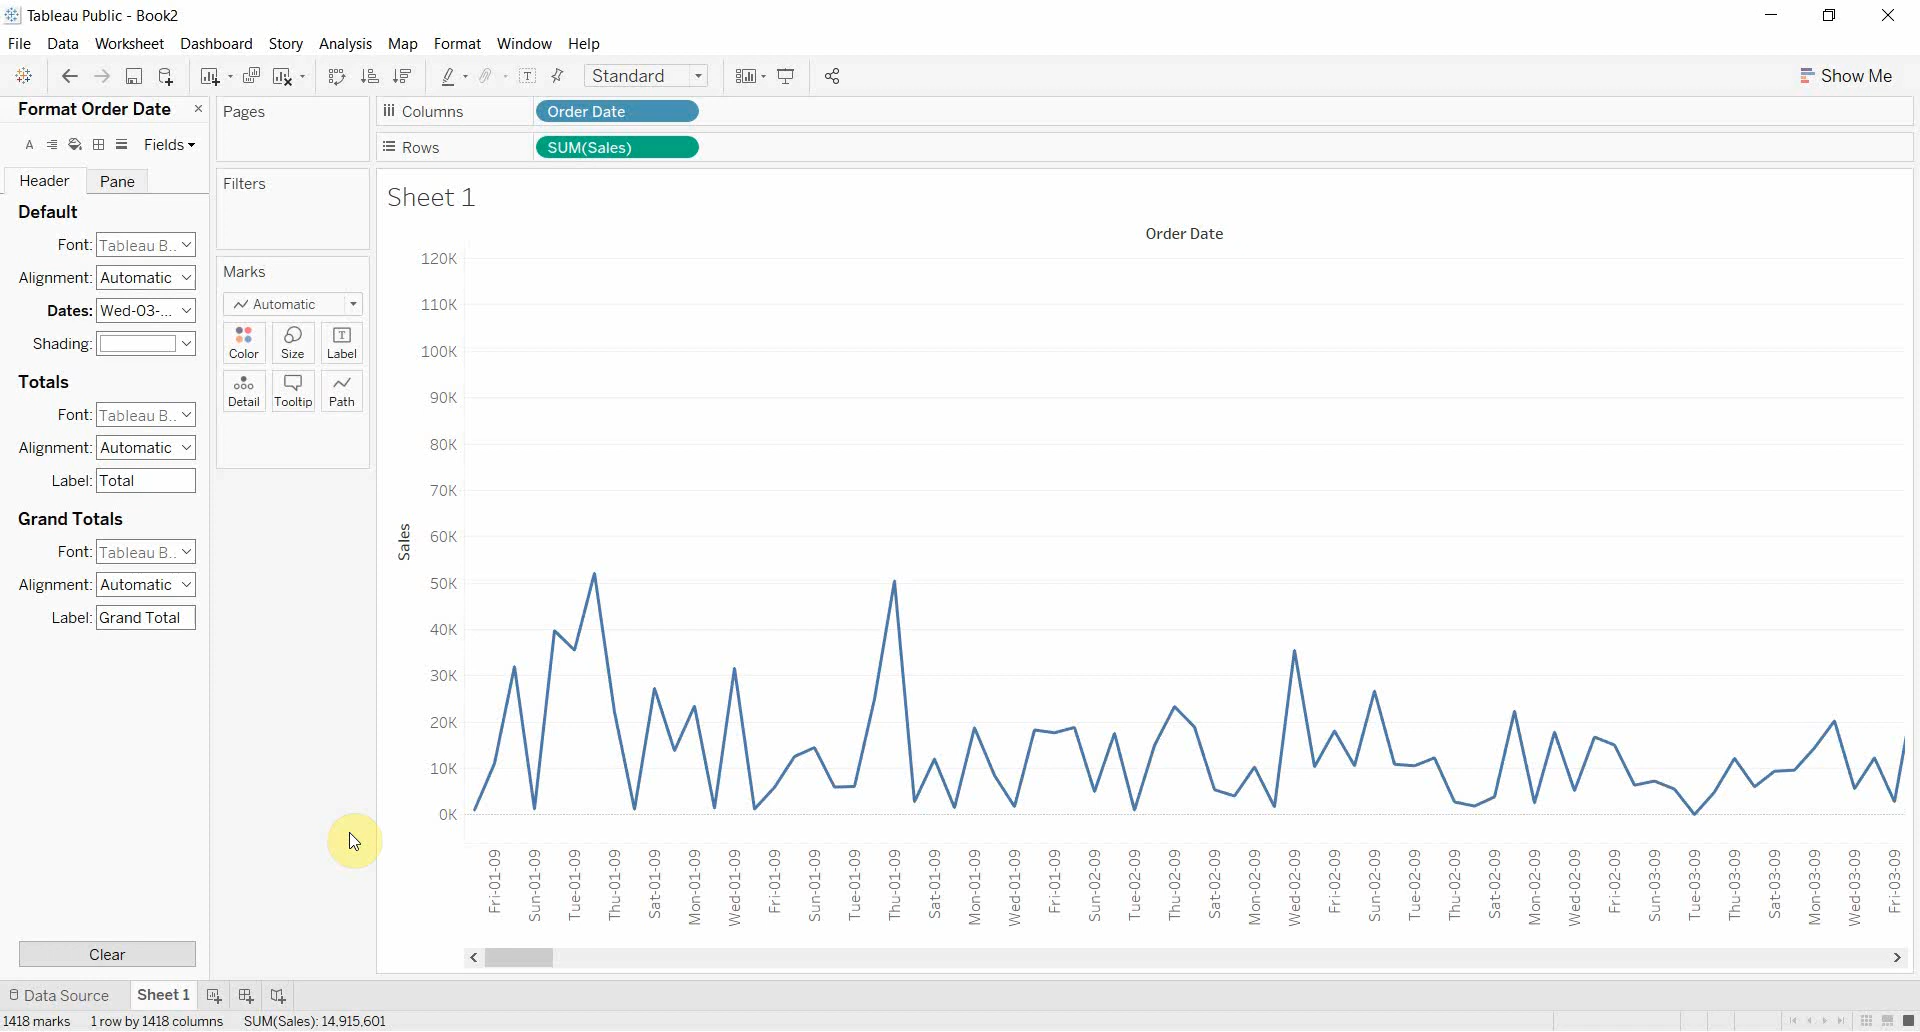 Tableau Public - Book2
File Data Worksheet Dashboard Story Analysis Map Format Window Help
Standard
Show Me
Format Order Date
Fields
Header Pane
Default
Font: Tableau B..
Alignment: Automatic
Dates: Wed-03-...
Shading:
Totals
Font: Tableau B..
Alignment: Automatic
Label: Total
Grand Totals
Font: Tableau B..
Alignment: Automatic
Label: Grand Total
Clear
Pages
Filters
Marks
Automatic
Color Size Label
Detail Tooltip Path
Columns Order Date
Rows SUM(Sales)
Sheet 1
Order Date
120K
110K
100K
90K
80K
70K
60K
50K
40K
30K
20K
10K
0K
Sales
Fri-01-09
Sun-01-09
Tue-01-09
Thu-01-09
Sat-01-09
Mon-01-09
Wed-01-09
Fri-01-09
Sun-01-09
Tue-01-09
Thu-01-09
Sat-01-09
Mon-01-09
Wed-01-09
Fri-01-09
Sun-02-09
Tue-02-09
Thu-02-09
Sat-02-09
Mon-02-09
Wed-02-09
Fri-02-09
Sun-02-09
Tue-02-09
Thu-02-09
Sat-02-09
Mon-02-09
Wed-02-09
Fri-02-09
Sun-03-09
Tue-03-09
Thu-03-09
Sat-03-09
Mon-03-09
Wed-03-09
Fri-03-09
Data Source Sheet 1
1418 marks 1 row by 1418 columns SUM(Sales): 14,915,601